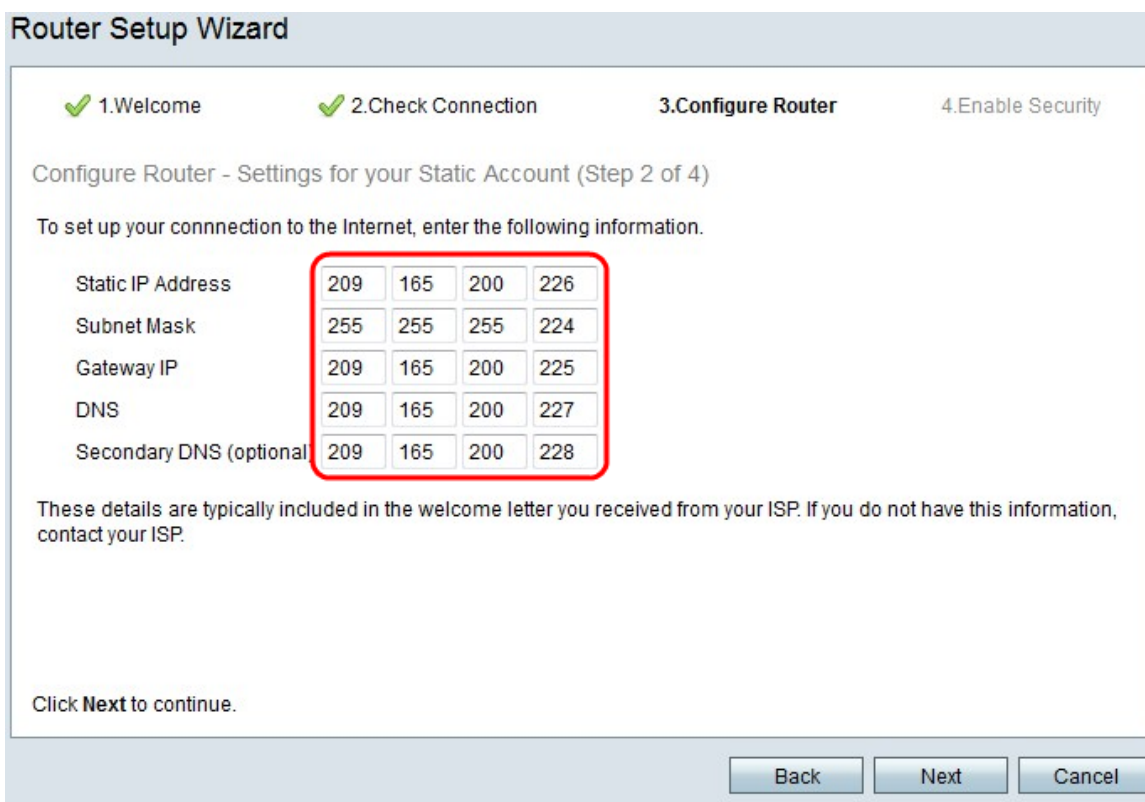 Router Setup Wizard
1.Welcome 2.Check Connection 3.Configure Router 4.Enable Security
Configure Router - Settings for your Static Account (Step 2 of 4)
To set up your connnection to the Internet, enter the following information.
Static IP Address 209 165 200 226
Subnet Mask 255 255 255 224
Gateway IP 209 165 200 225
DNS 209 165 200 227
Secondary DNS (optional) 209 165 200 228
These details are typically included in the welcome letter you received from your ISP. If you do not have this information,
contact your ISP.
Click Next to continue.
Back Next Cancel